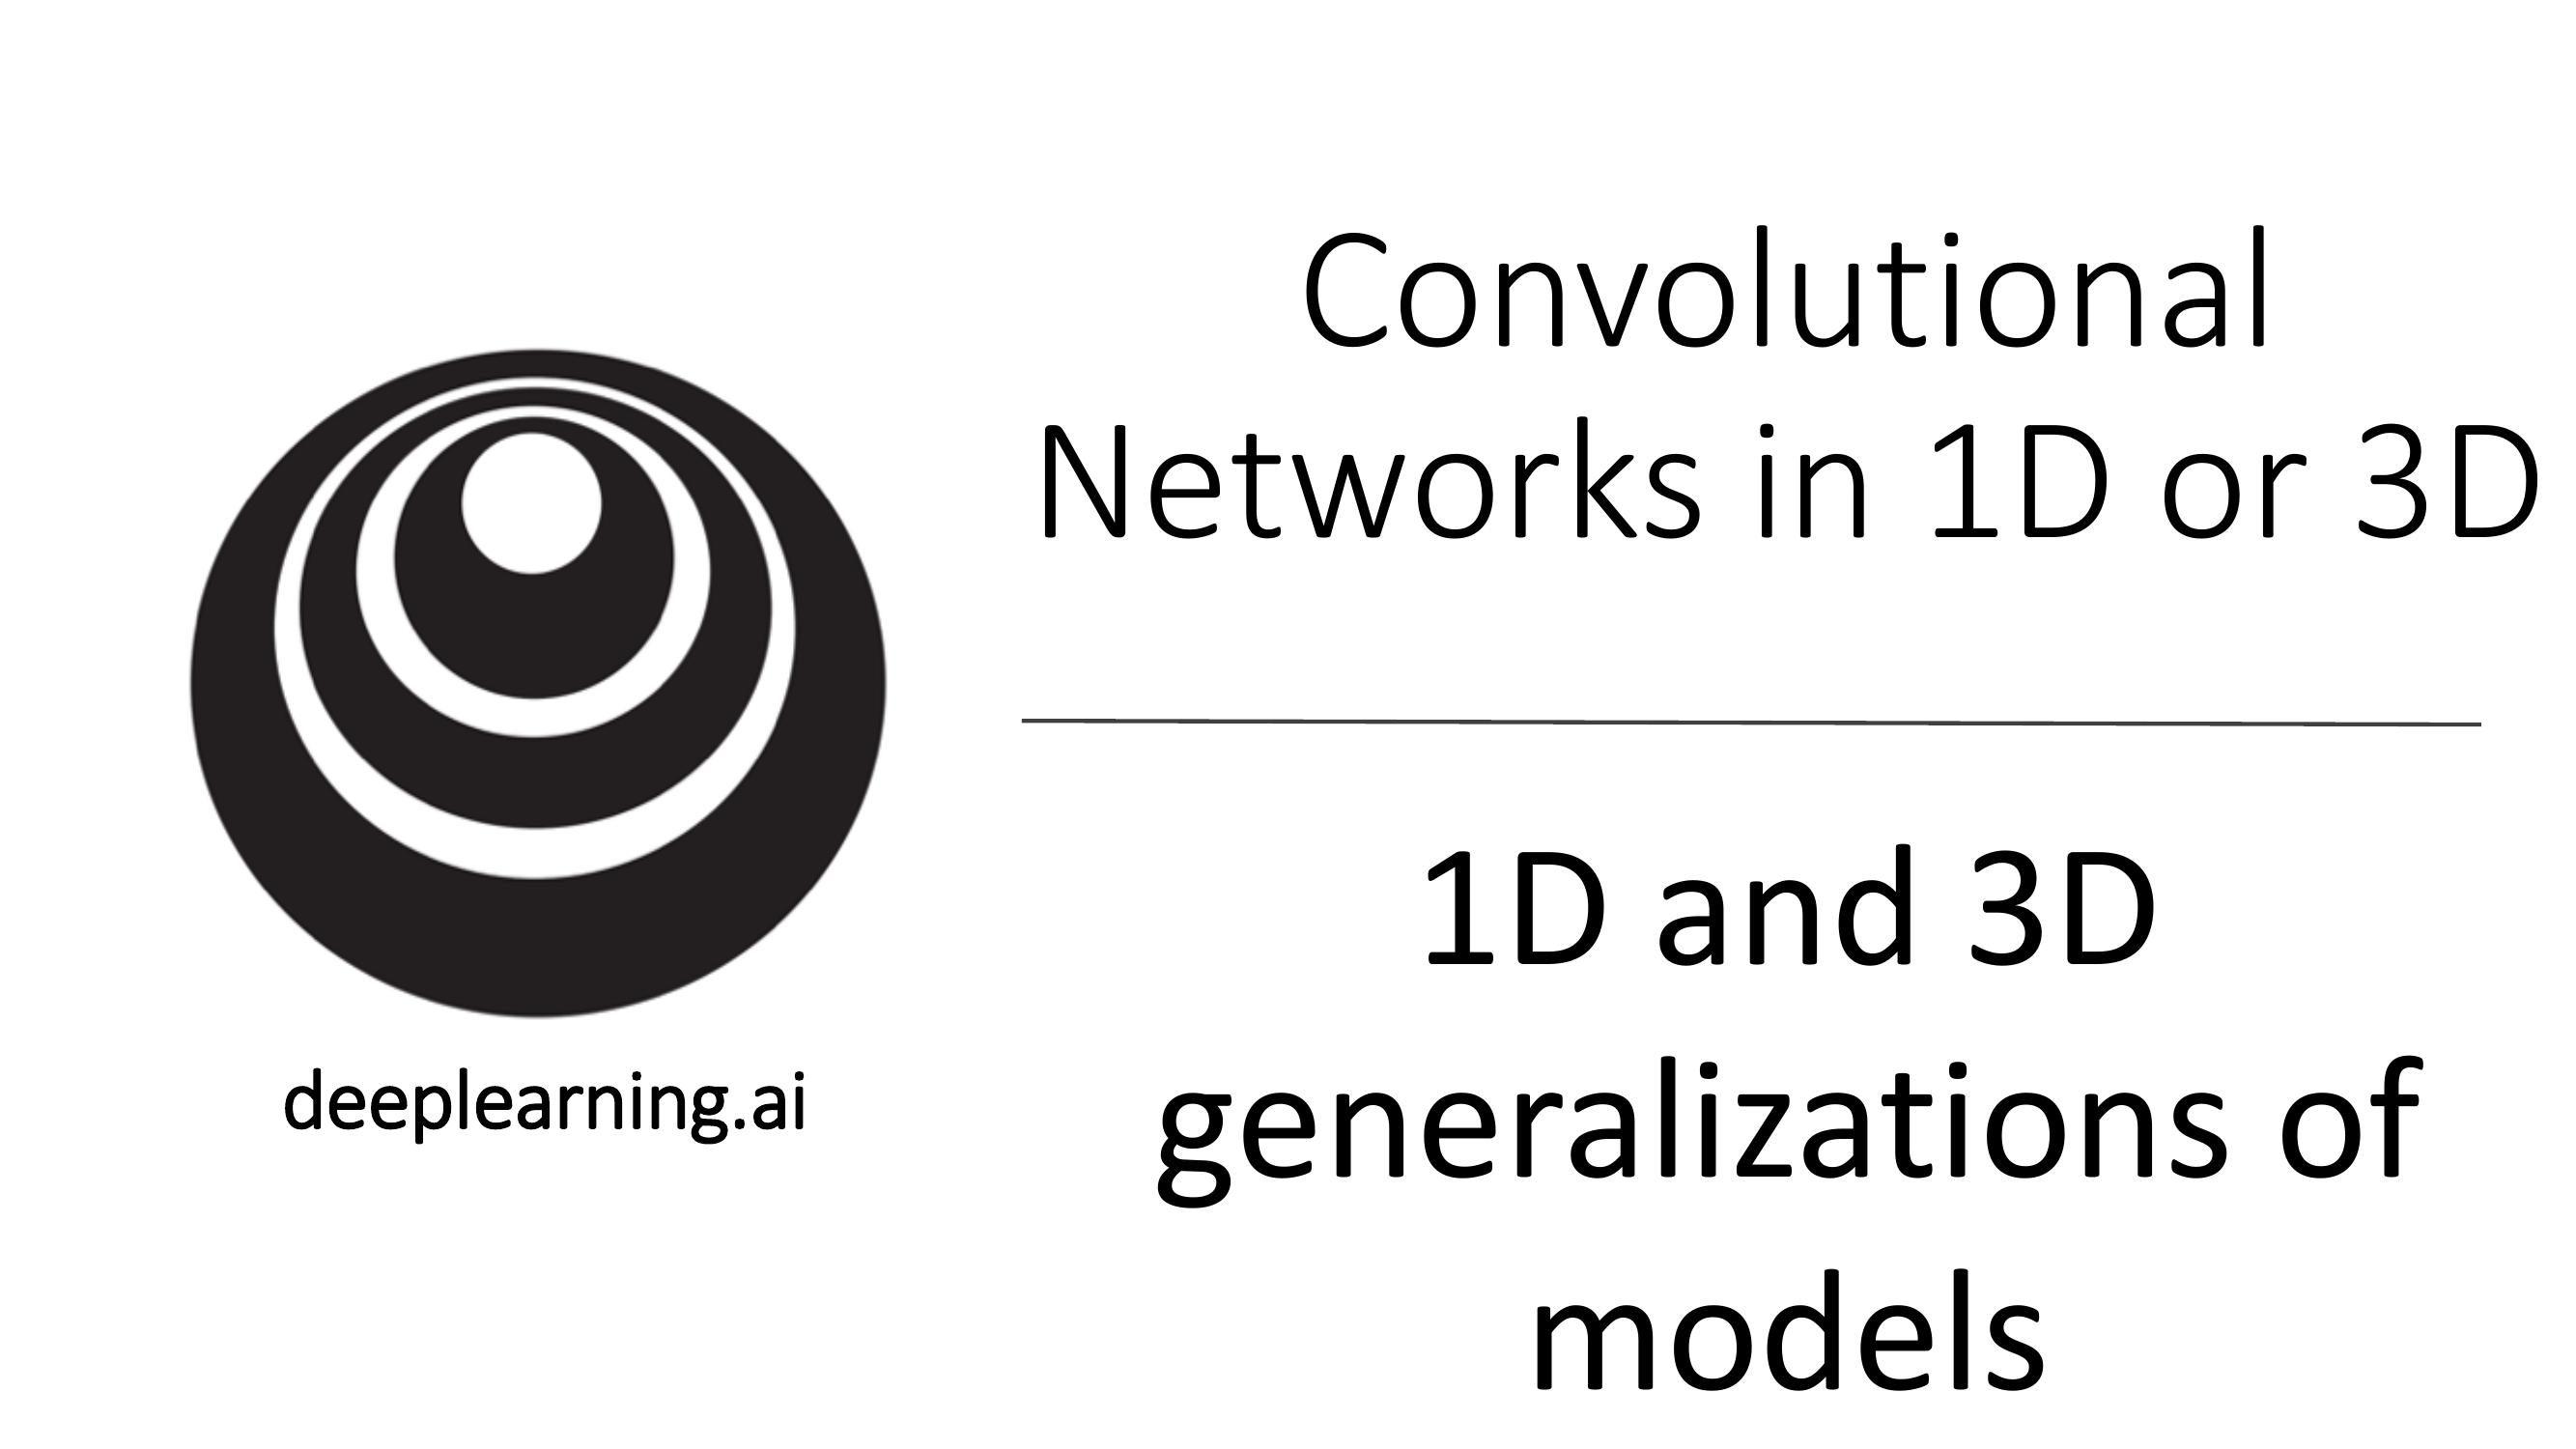 Convolutional
Networks in 1D or 3D
1D and 3D
generalizations of
models
deeplearning.ai